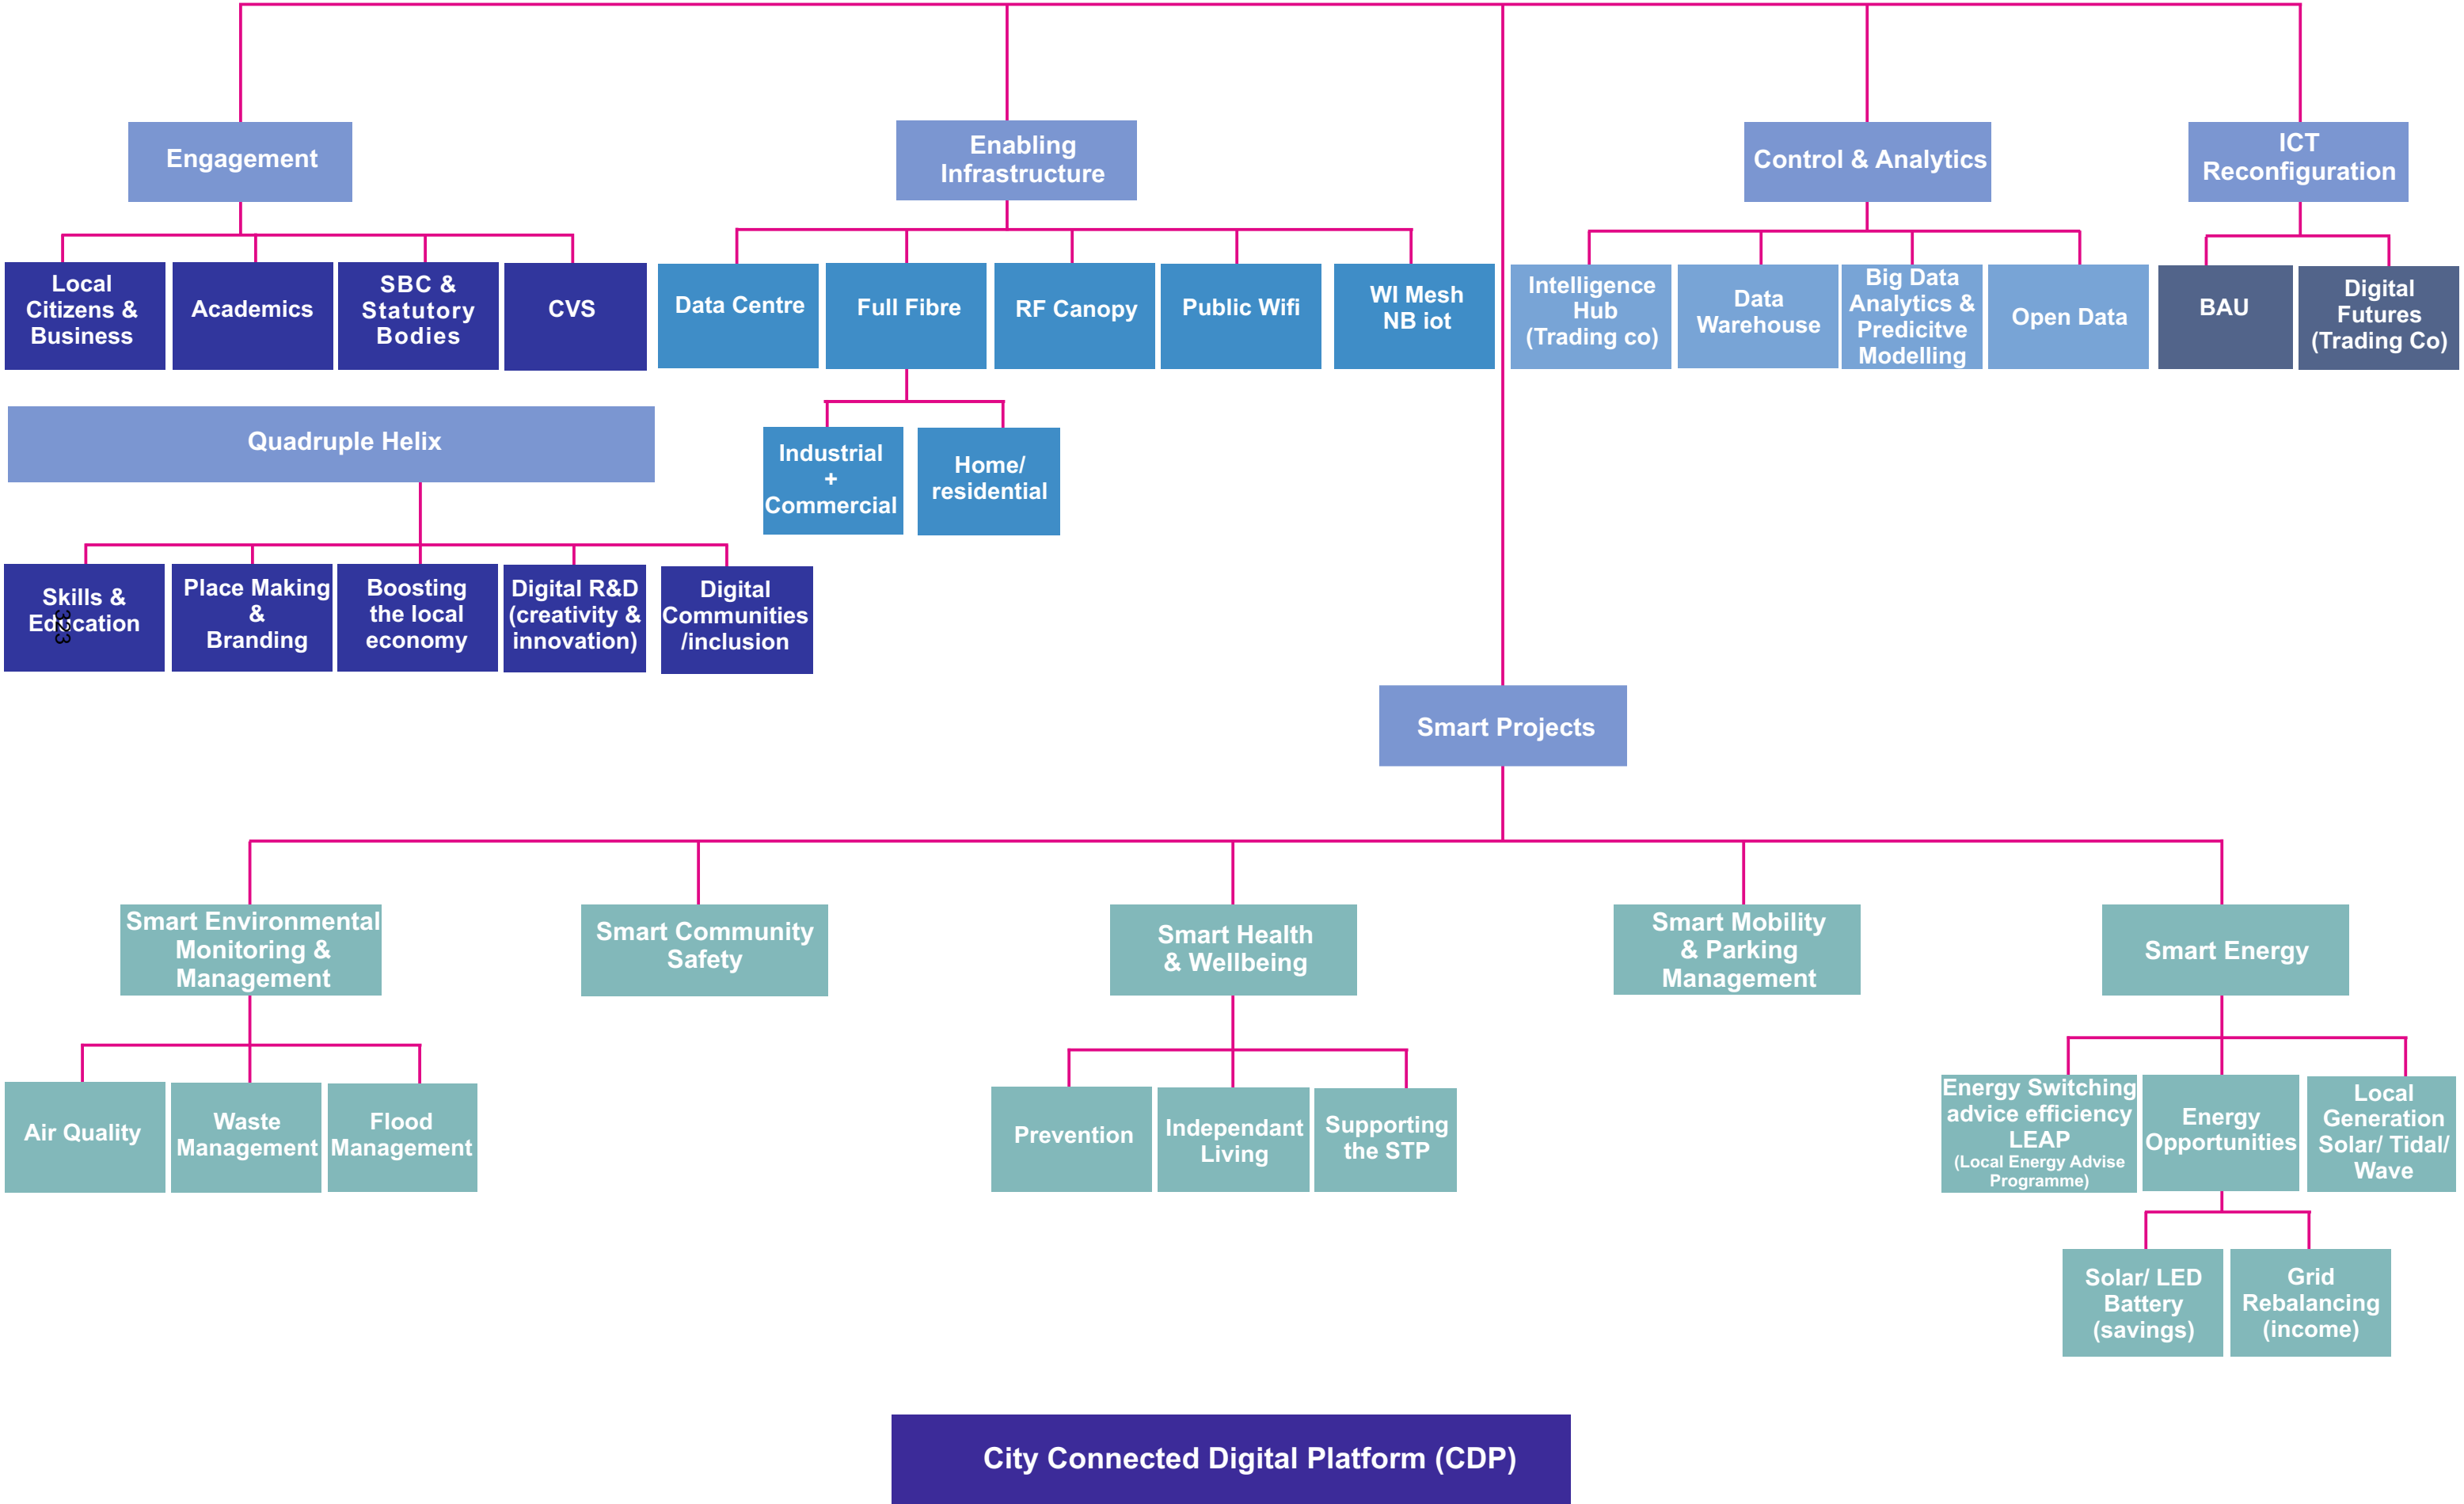 Engagement
Enabling
Infrastructure
Control & Analytics
ICT
Reconfiguration
Local
Citizens &
Business
Academics
SBC &
Statutory
Bodies
CVS
Data Centre
Full Fibre
RF Canopy
Public Wifi
WI Mesh
NB iot
Intelligence
Hub
(Trading co)
Data
Warehouse
Big Data
Analytics &
Predicitve
Modelling
Open Data
BAU
Digital
Futures
(Trading Co)
Quadruple Helix
Industrial
+
Commercial
Home/
residential
Skills &
Education
323
Place Making
&
Branding
Boosting
the local
economy
Digital R&D
(creativity &
innovation)
Digital
Communities
/inclusion
Smart Projects
Smart Environmental
Monitoring &
Management
Smart Community
Safety
Smart Health
& Wellbeing
Smart Mobility
& Parking
Management
Smart Energy
Air Quality
Waste
Management
Flood
Management
Prevention
Independant
Living
Supporting
the STP
Energy Switching
advice efficiency
LEAP
(Local Energy Advise
Programme)
Energy
Opportunities
Local
Generation
Solar/ Tidal/
Wave
Solar/ LED
Battery
(savings)
Grid
Rebalancing
(income)
City Connected Digital Platform (CDP)